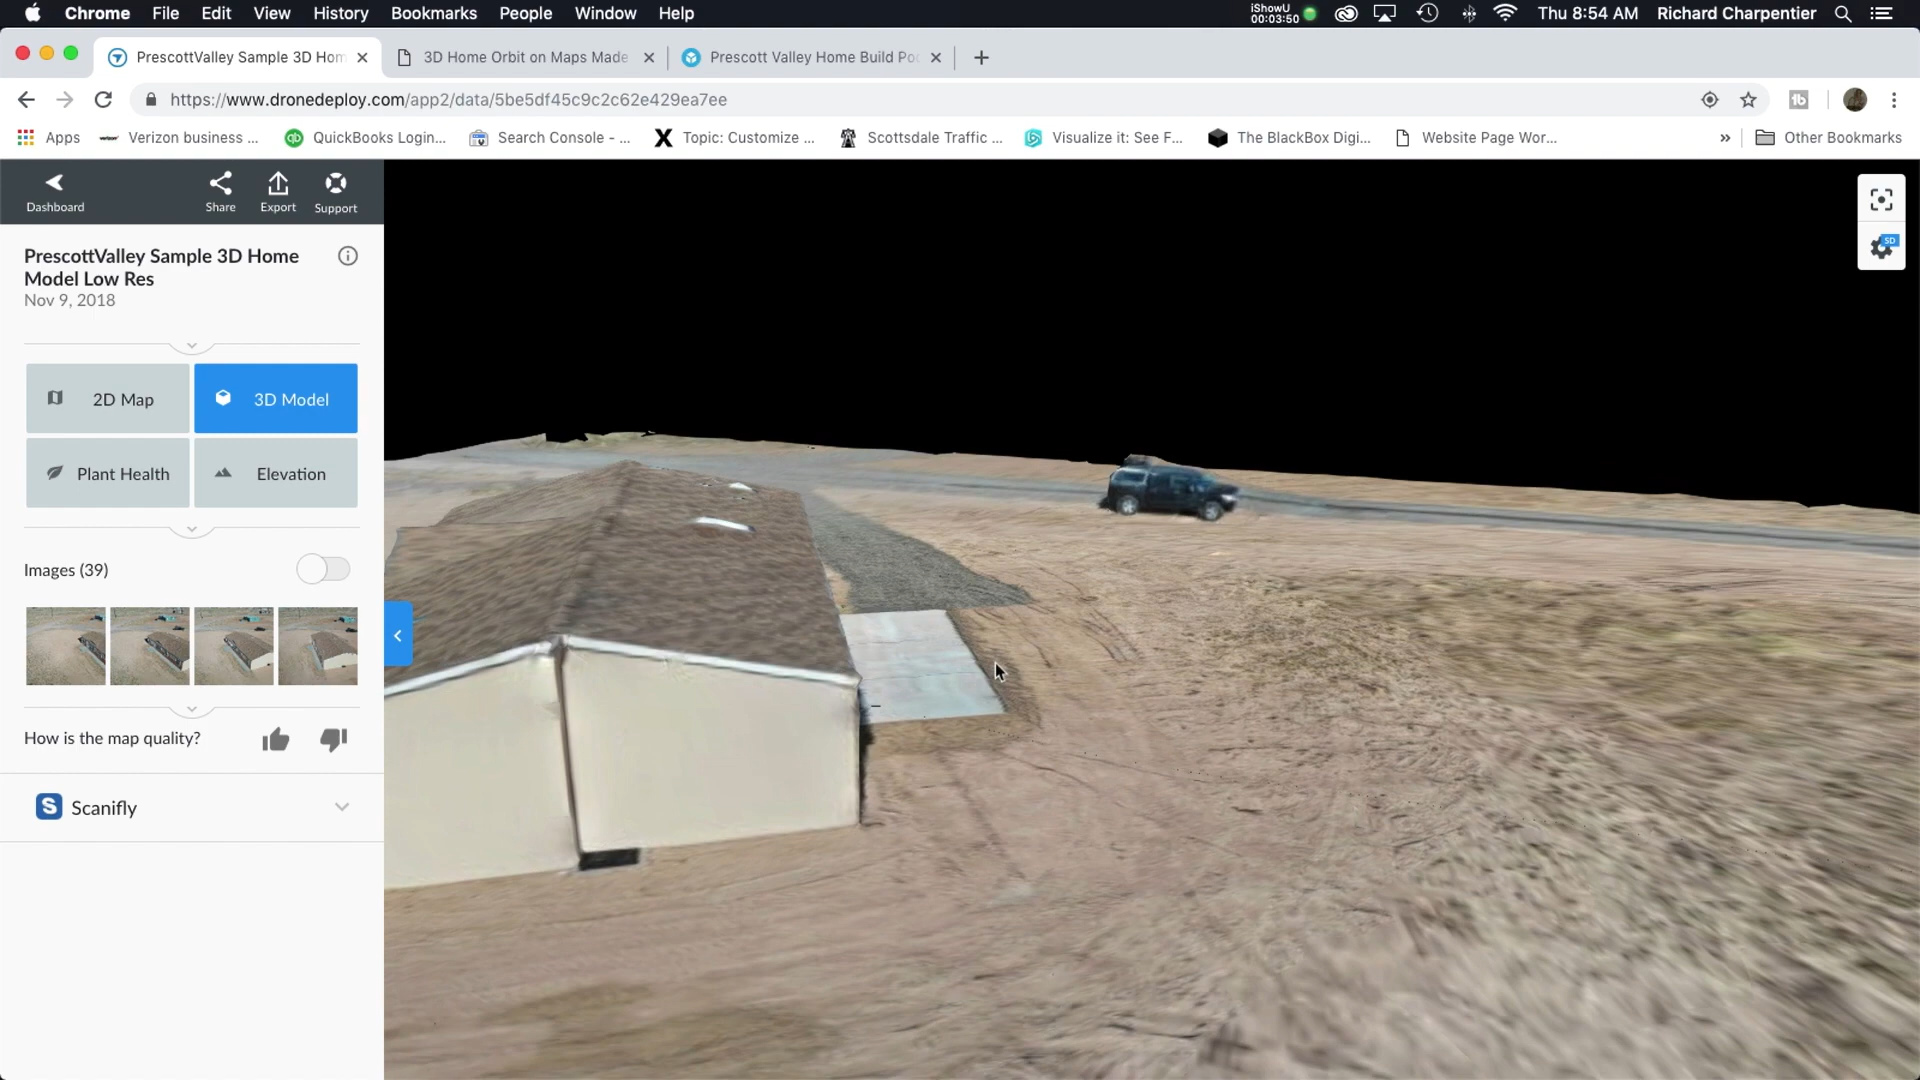 Chrome File Edit View History Bookmarks People Window Help iShowU 00:03:50 Thu 8:54 AM Richard Charpentier
PrescottValley Sample 3D Hom 3D Home Orbit on Maps Made Prescott Valley Home Build Poc
https://www.dronedeploy.com/app2/data/5be5df45c9c2c62e429ea7ee
Apps Verizon business ... QuickBooks Login... Search Console - ... Topic: Customize ... Scottsdale Traffic ... Visualize it: See F... The BlackBox Digi... Website Page Wor... » Other Bookmarks
Dashboard Share Export Support
SD
PrescottValley Sample 3D Home
Model Low Res
Nov 9, 2018
2D Map 3D Model
Plant Health Elevation
Images (39)
How is the map quality?
S Scanifly